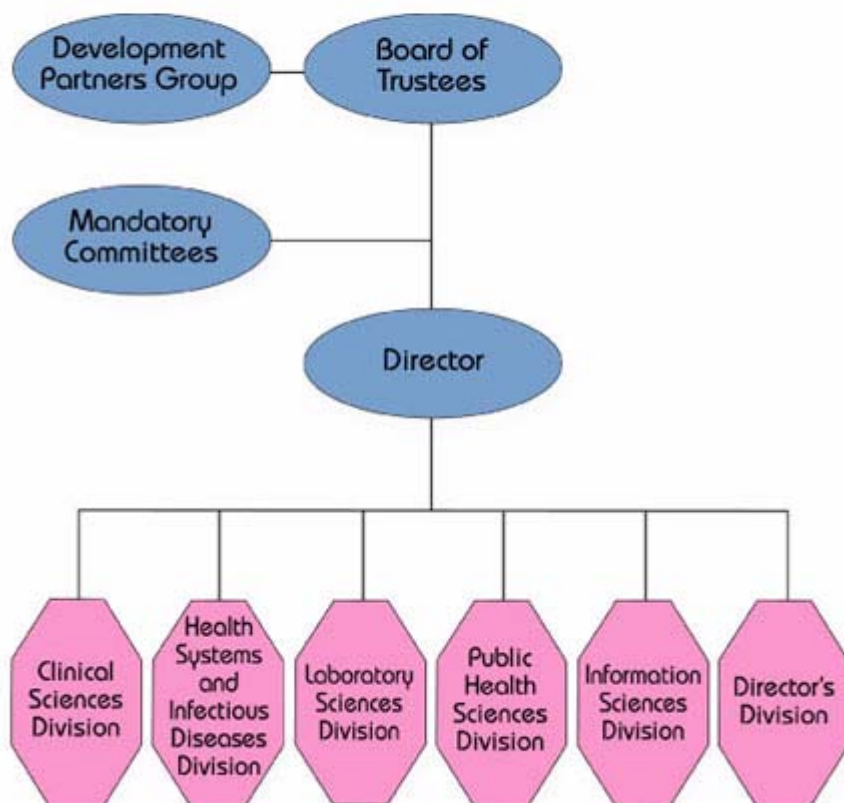 Development
Partners Group
Board of
Trustees
Mandatory
Committees
Director
Clinical
Sciences
Division
Health
Systems
and
Infectious
Diseases
Division
Laboratory
Sciences
Division
Public
Health
Sciences
Division
Information
Sciences
Division
Director's
Division